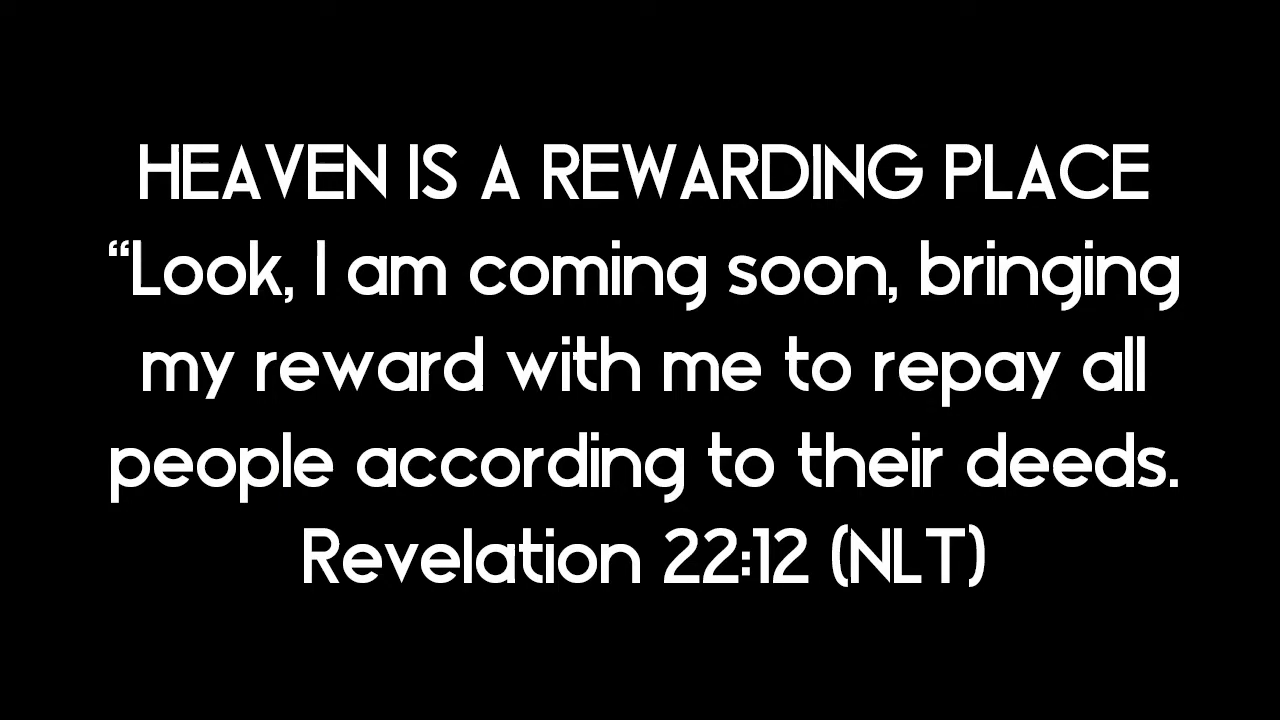 HEAVEN IS A REWARDING PLACE
“Look, I am coming soon, bringing
my reward with me to repay all
people according to their deeds.
Revelation 22:12 (NLT)